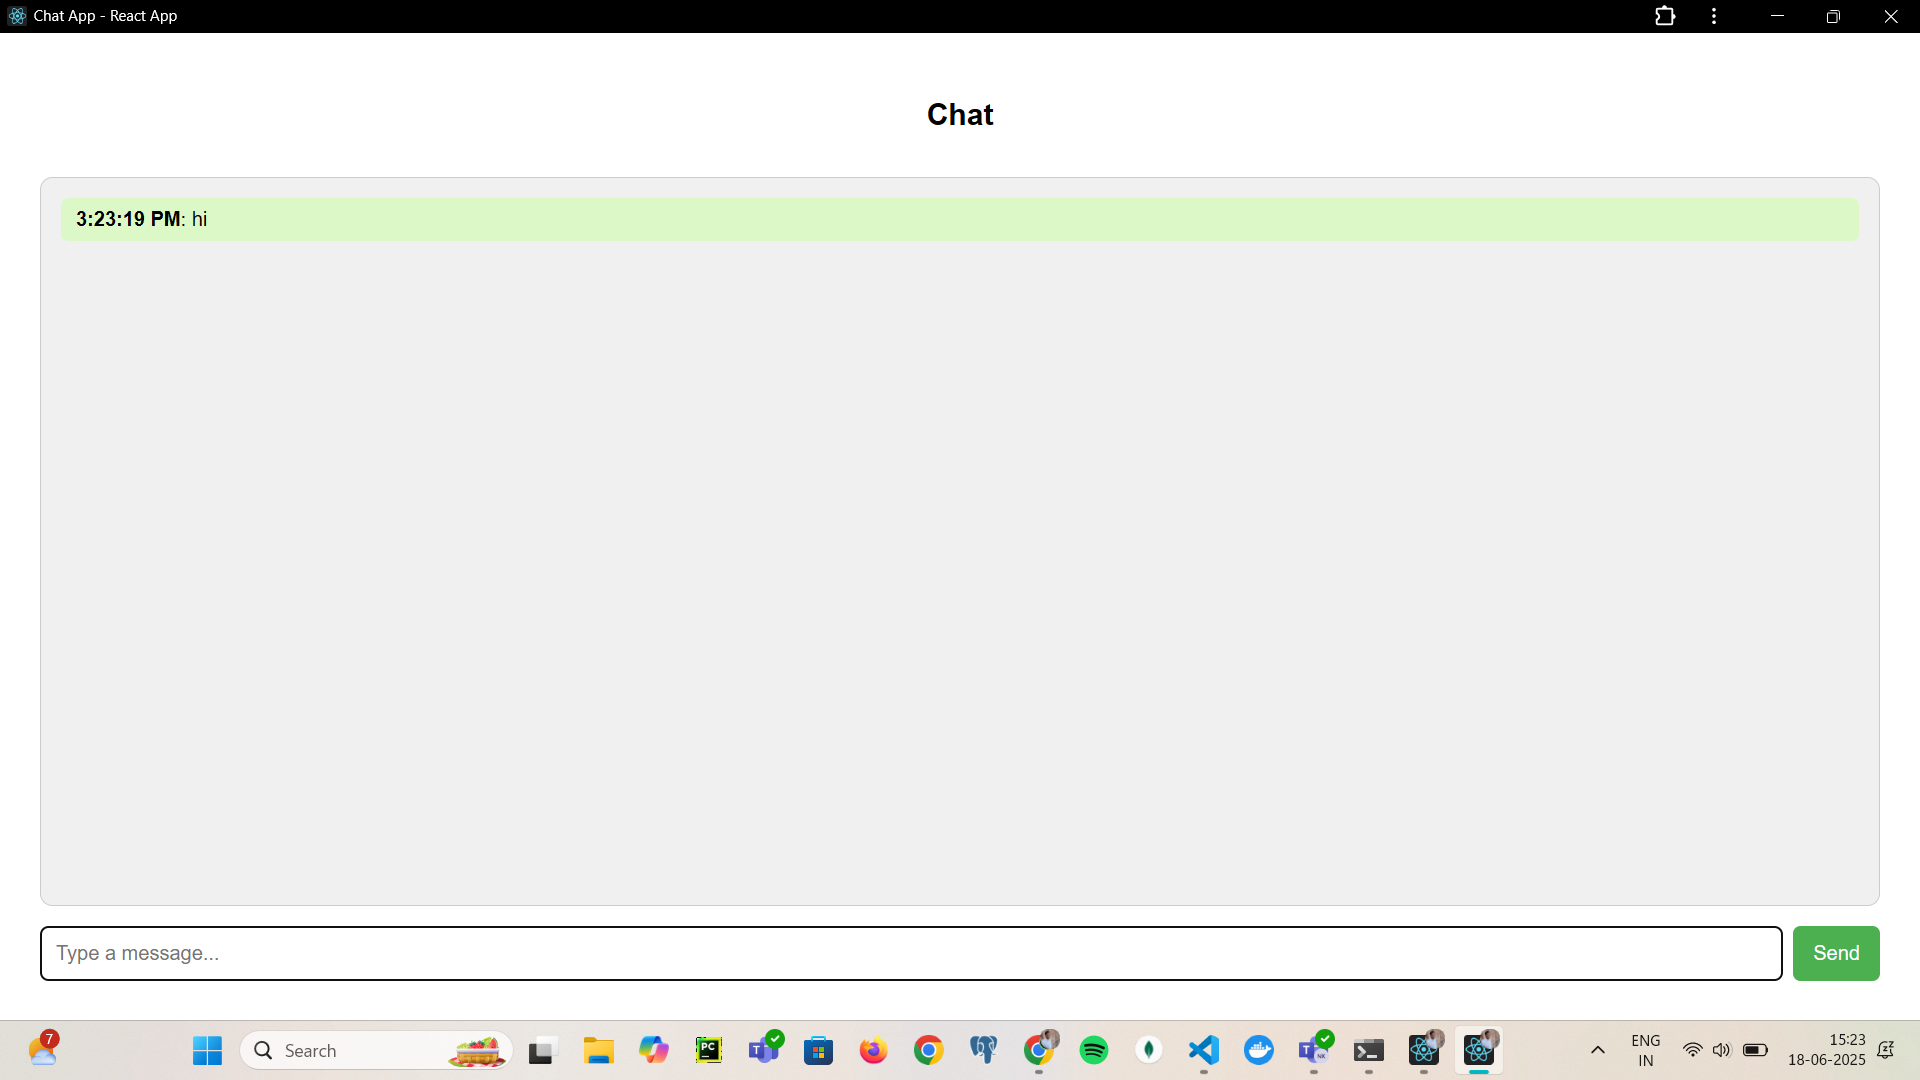 Chat App - React App
Chat
3:23:19 PM: hi
Type a message...
Send
7
Search
PC
T
T
NK
ENG
IN
15:23
18-06-2025